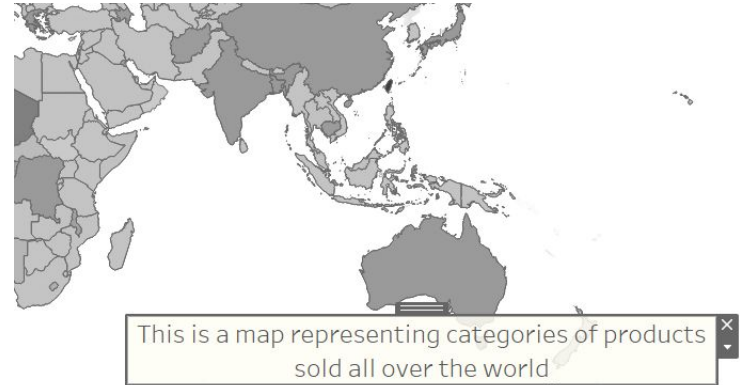 This is a map representing categories of products
sold all over the world